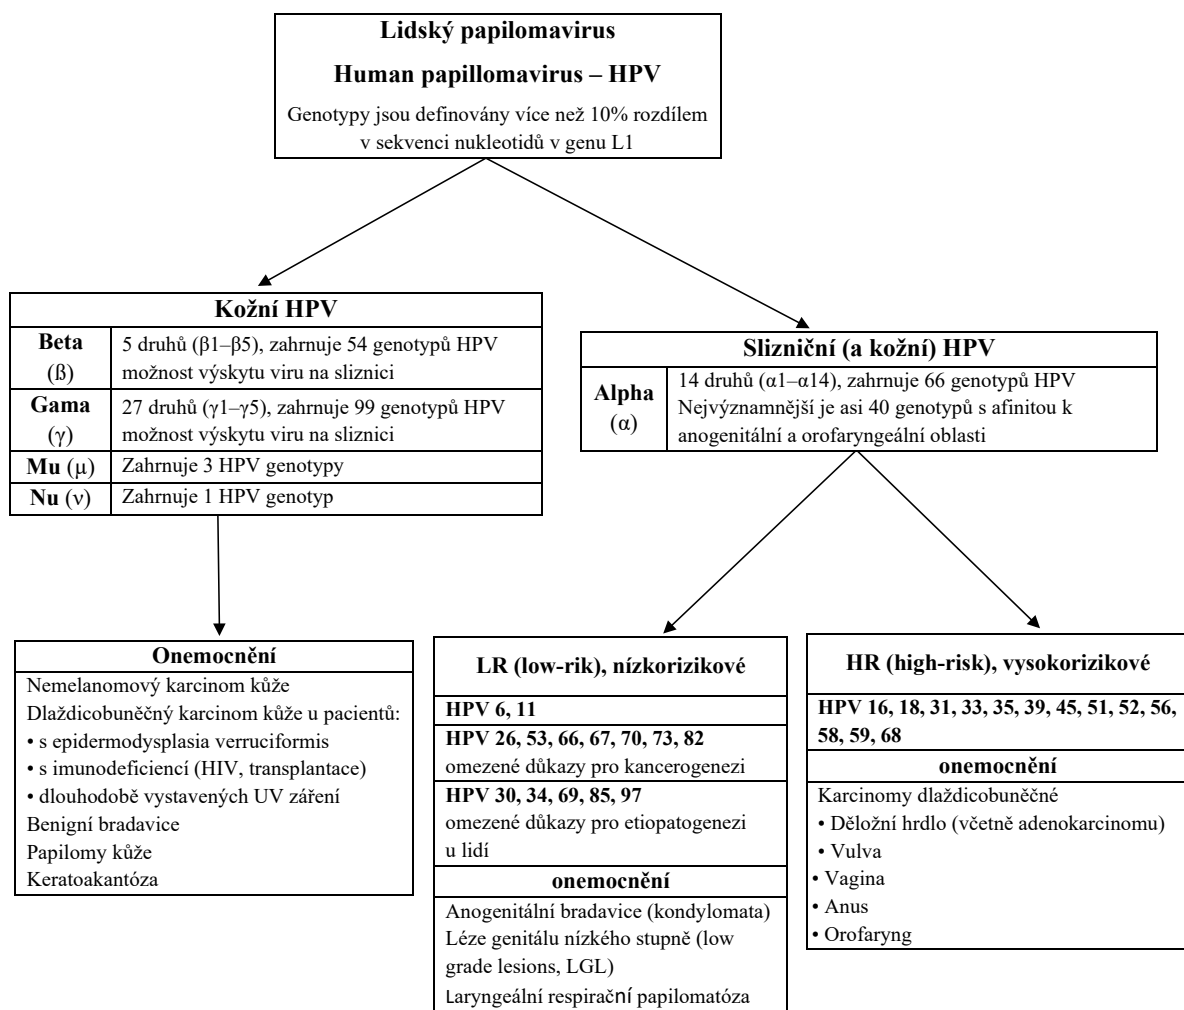 Lidský papilomavirus
Human papillomavirus – HPV
Genotypy jsou definovány více než 10% rozdílem
v sekvenci nukleotidů v genu L1
Kožní HPV
Beta
(ß)
5 druhů (β1–β5), zahrnuje 54 genotypů HPV
možnost výskytu viru na sliznici
Gama
(γ)
27 druhů (γ1–γ5), zahrnuje 99 genotypů HPV
možnost výskytu viru na sliznici
Mu (μ) Zahrnuje 3 HPV genotypy
Nu (ν) Zahrnuje 1 HPV genotyp
Slizniční (a kožní) HPV
Alpha
(α)
14 druhů (α1–α14), zahrnuje 66 genotypů HPV
Nejvýznamnější je asi 40 genotypů s afinitou k
anogenitální a orofaryngeální oblasti
Onemocnění
Nemelanomový karcinom kůže
Dlaždicobuněčný karcinom kůže u pacientů:
• s epidermodysplasia verruciformis
• s imunodeficiencí (HIV, transplantace)
• dlouhodobě vystavených UV záření
Benigní bradavice
Papilomy kůže
Keratoakantóza
LR (low-rik), nízkorizikové
HPV 6, 11
HPV 26, 53, 66, 67, 70, 73, 82
omezené důkazy pro kancerogenezi
HPV 30, 34, 69, 85, 97
omezené důkazy pro etiopatogenezi
u lidí
onemocnění
Anogenitální bradavice (kondylomata)
Léze genitálu nízkého stupně (low
grade lesions, LGL)
Laryngeální respirační papilomatóza
HR (high-risk), vysokorizikové
HPV 16, 18, 31, 33, 35, 39, 45, 51, 52, 56,
58, 59, 68
onemocnění
Karcinomy dlaždicobuněčné
• Děložní hrdlo (včetně adenokarcinomu)
• Vulva
• Vagina
• Anus
• Orofaryng